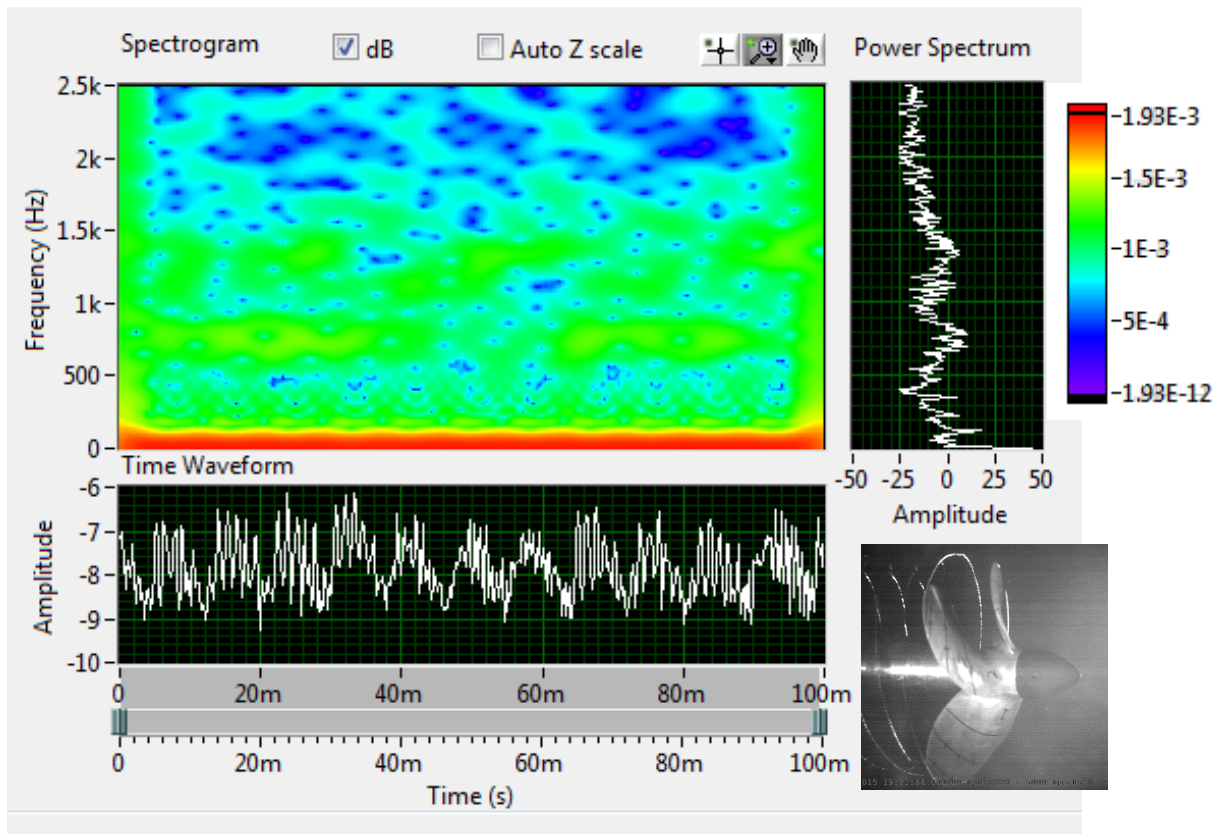 Spectrogram
dB
Auto Z scale
Power Spectrum
2.5k
2k
1.5k
1k
500
0
Frequency (Hz)
-1.93E-3
-1.5E-3
-1E-3
-5E-4
-1.93E-12
-50 -25 0 25 50
Amplitude
Time Waveform
-6
-7
-8
-9
-10
Amplitude
0 20m 40m 60m 80m 100m
0 20m 40m 60m 80m 100m
Time (s)